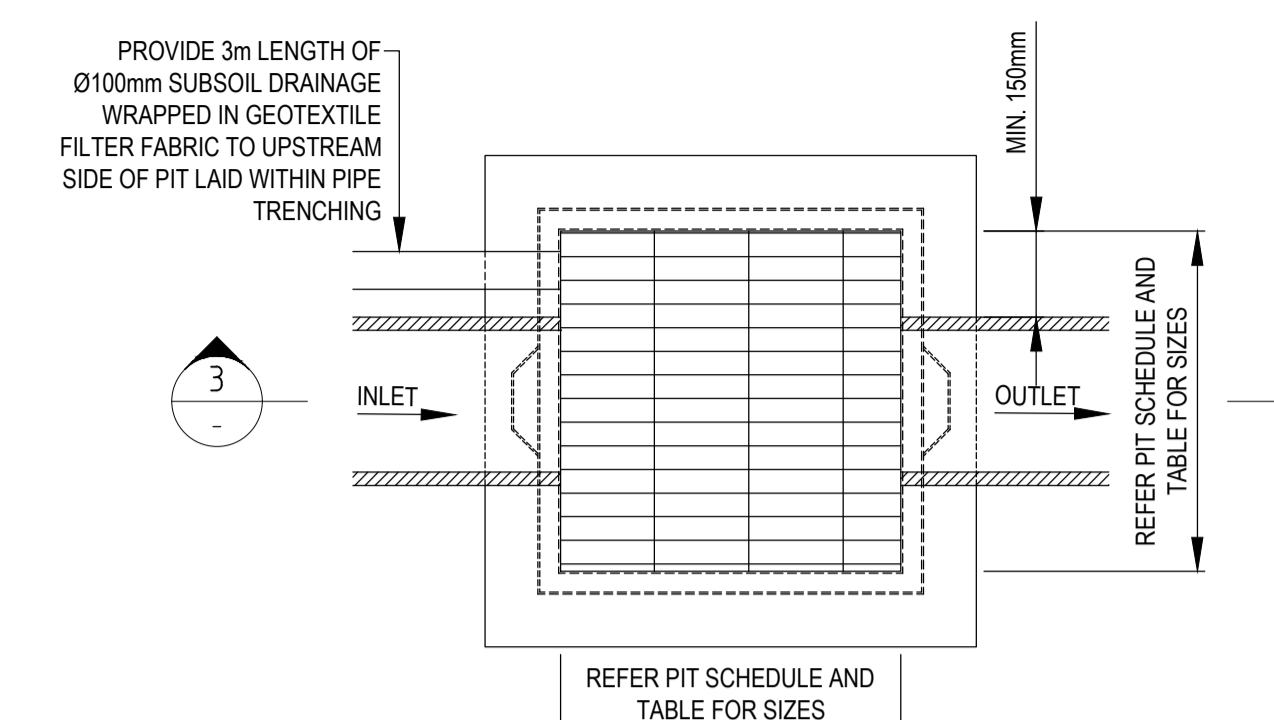 PROVIDE 3m LENGTH OF
Ø100mm SUBSOIL DRAINAGE
WRAPPED IN GEOTEXTILE
FILTER FABRIC TO UPSTREAM
SIDE OF PIT LAID WITHIN PIPE
TRENCHING
MIN. 150mm
3
-
INLET
OUTLET
REFER PIT SCHEDULE AND
TABLE FOR SIZES
REFER PIT SCHEDULE AND
TABLE FOR SIZES